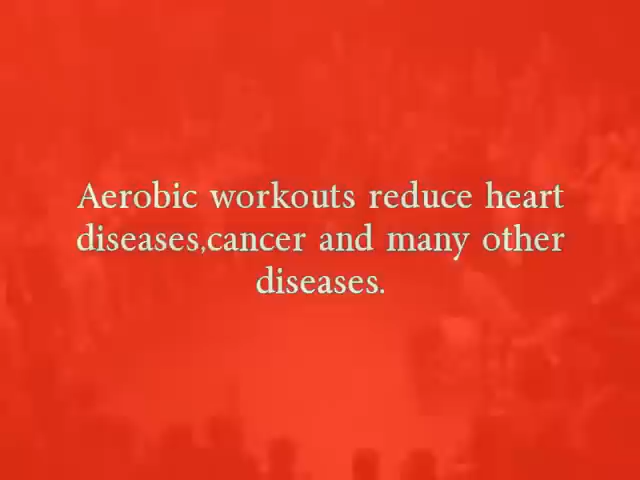 Aerobic workouts reduce heart
diseases,cancer and many other
diseases.